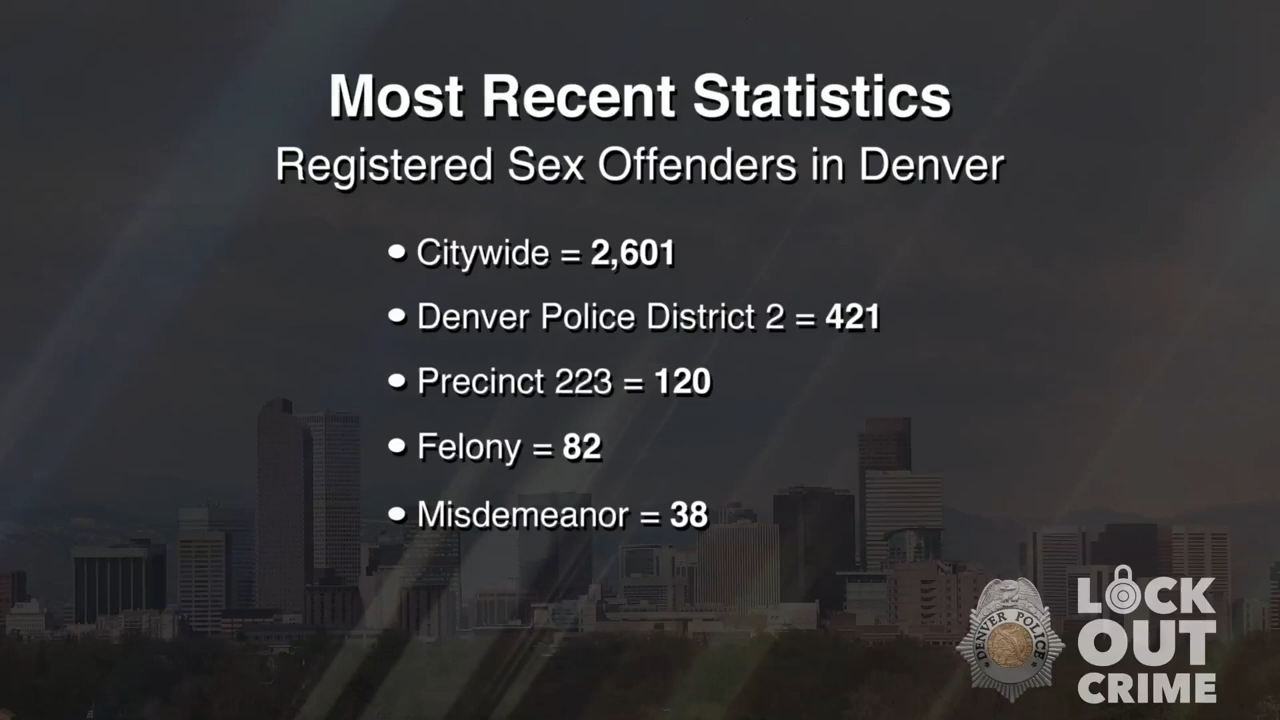 Most Recent Statistics
Registered Sex Offenders in Denver
• Citywide = 2,601
• Denver Police District 2 = 421
• Precinct 223 = 120
• Felony = 82
• Misdemeanor = 38
DENVER POLICE
LOCK
OUT
CRIME